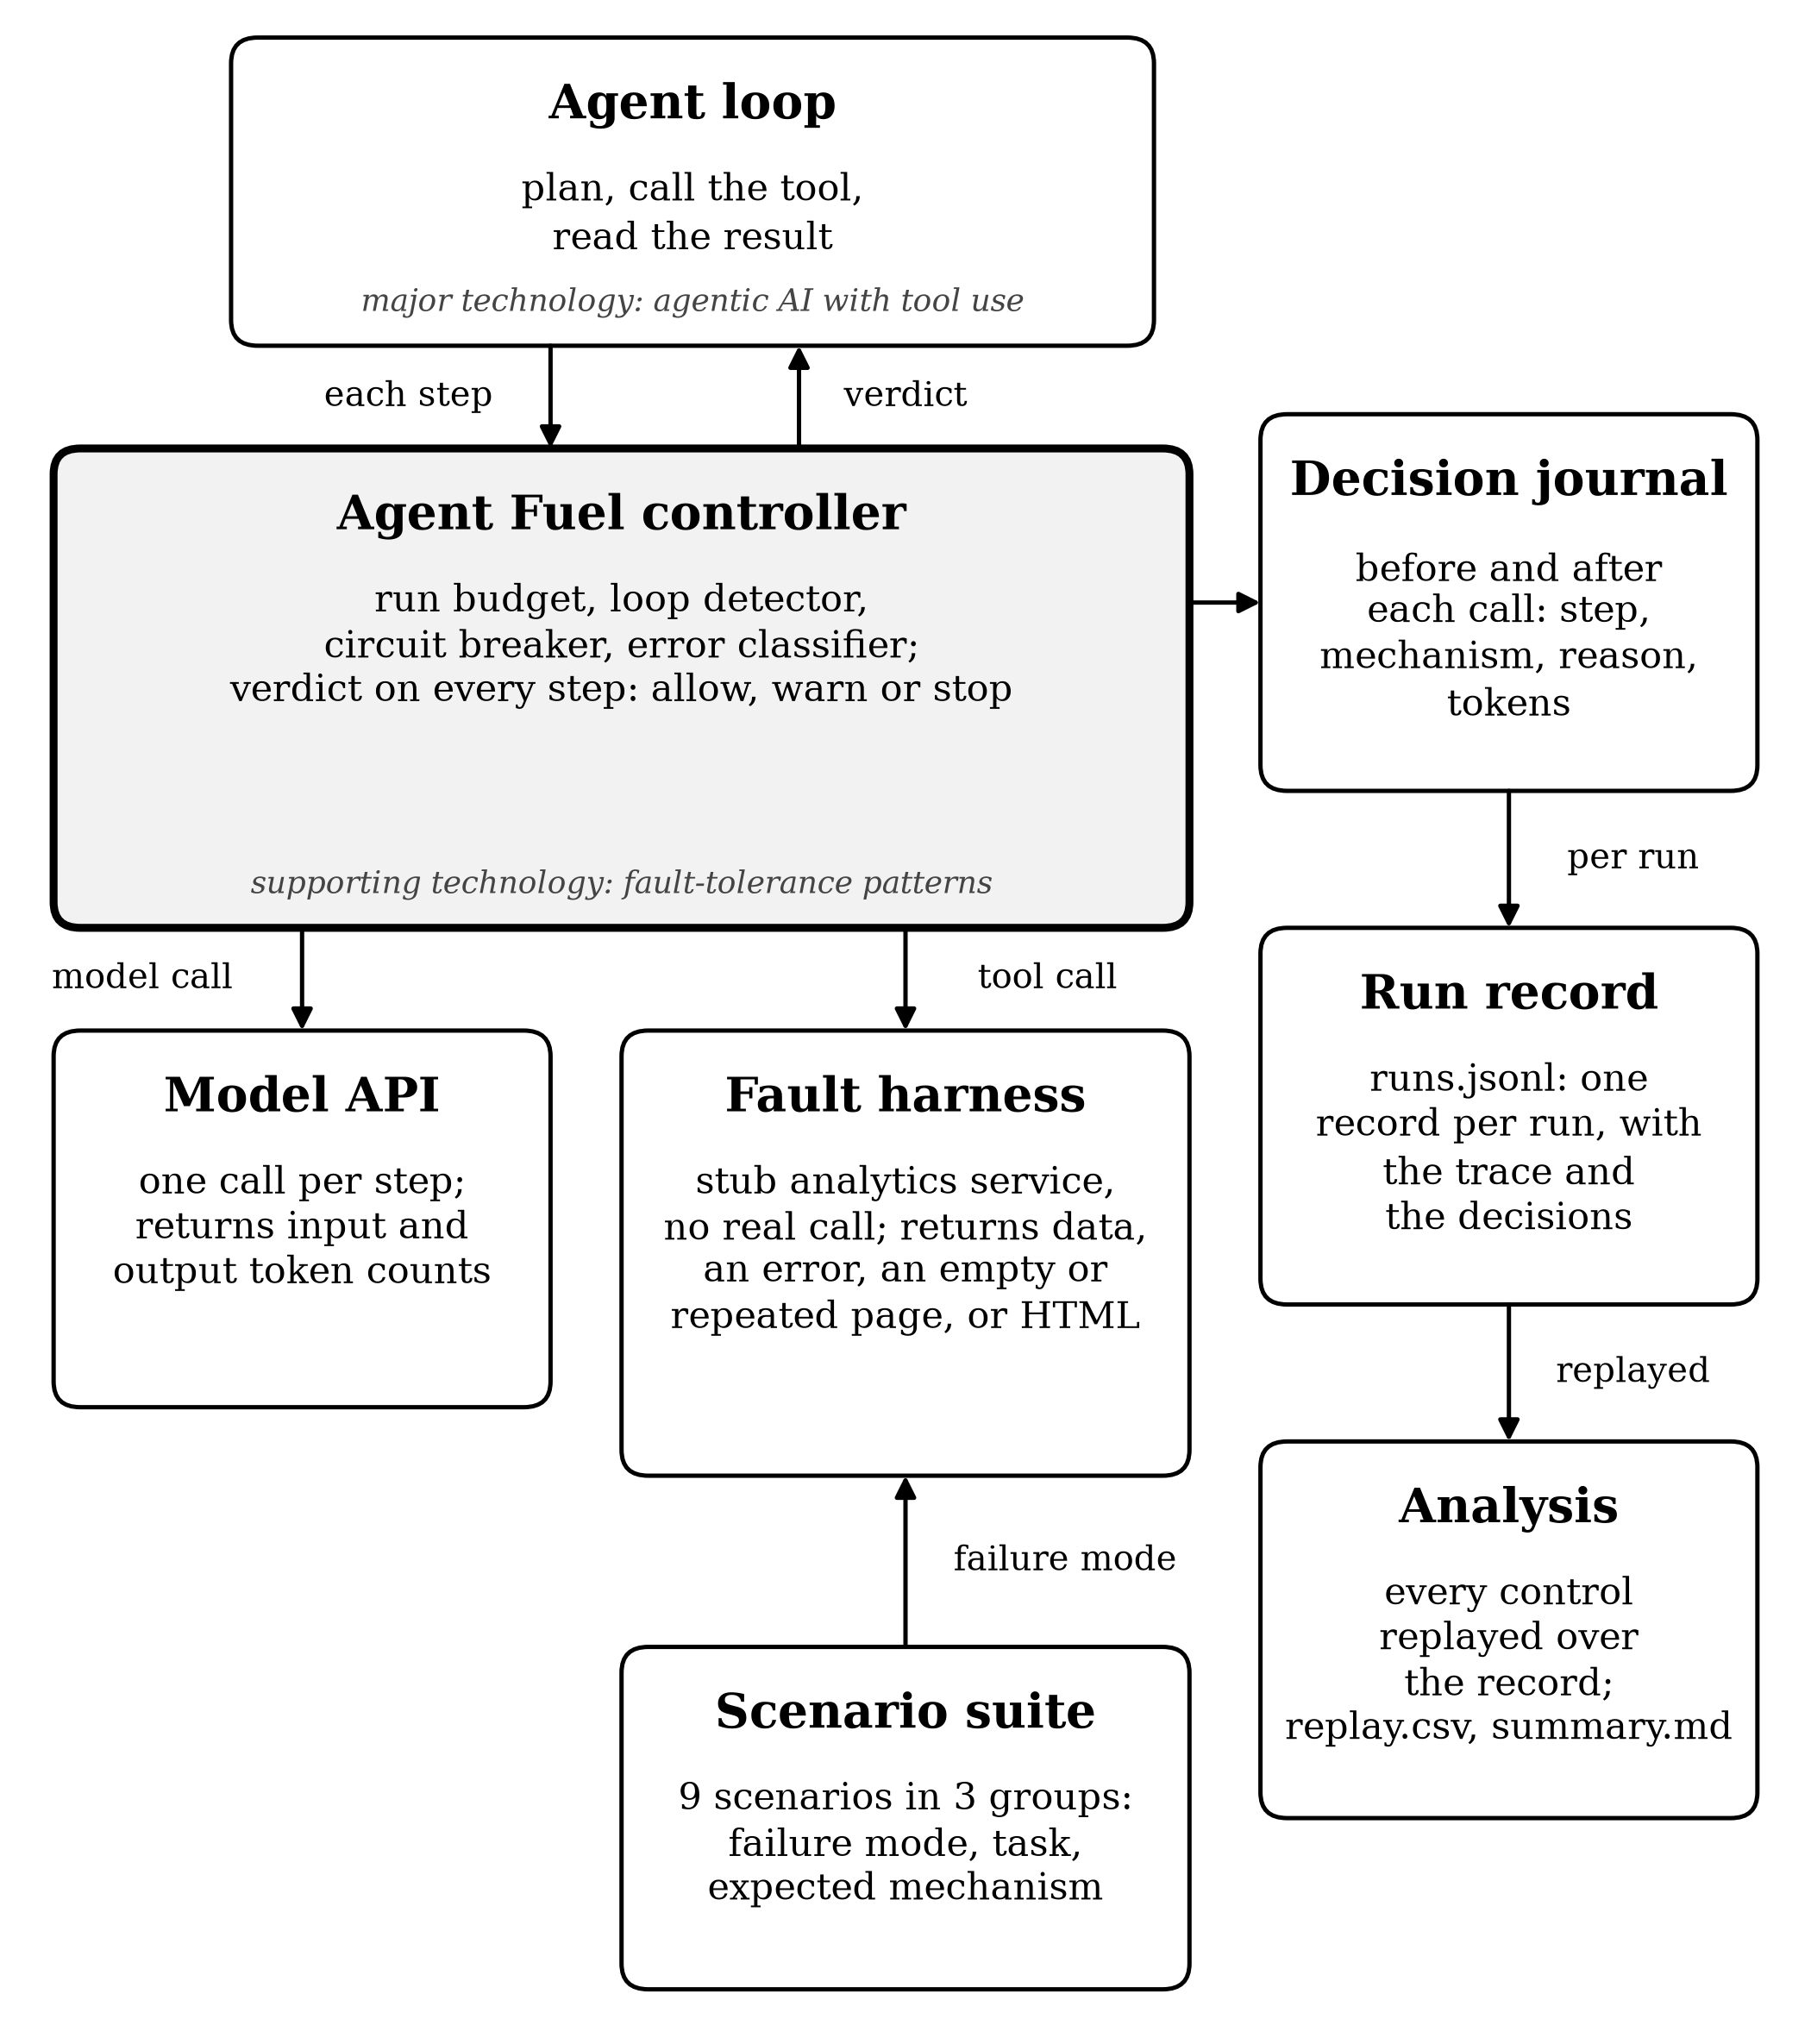 Agent loop
plan, call the tool,
read the result
major technology: agentic AI with tool use
each step
verdict
Agent Fuel controller
run budget, loop detector,
circuit breaker, error classifier;
verdict on every step: allow, warn or stop
supporting technology: fault-tolerance patterns
Decision journal
before and after
each call: step,
mechanism, reason,
tokens
per run
model call
tool call
Model API
one call per step;
returns input and
output token counts
Fault harness
stub analytics service,
no real call; returns data,
an error, an empty or
repeated page, or HTML
Run record
runs.jsonl: one
record per run, with
the trace and
the decisions
replayed
failure mode
Scenario suite
9 scenarios in 3 groups:
failure mode, task,
expected mechanism
Analysis
every control
replayed over
the record;
replay.csv, summary.md